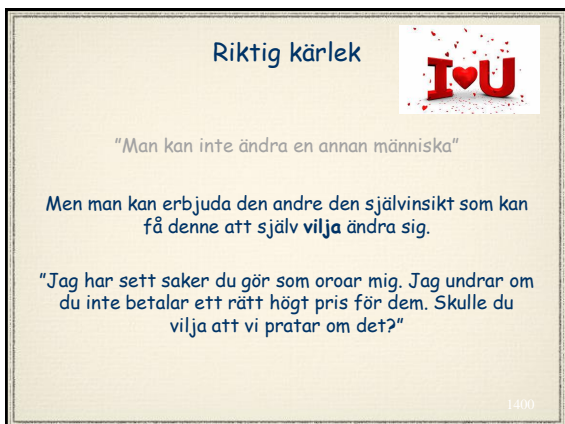 Riktig kärlek
I❤U
”Man kan inte ändra en annan människa”
Men man kan erbjuda den andre den självinsikt som kan
få denne att själv vilja ändra sig.
”Jag har sett saker du gör som oroar mig. Jag undrar om
du inte betalar ett rätt högt pris för dem. Skulle du
vilja att vi pratar om det?”
1400